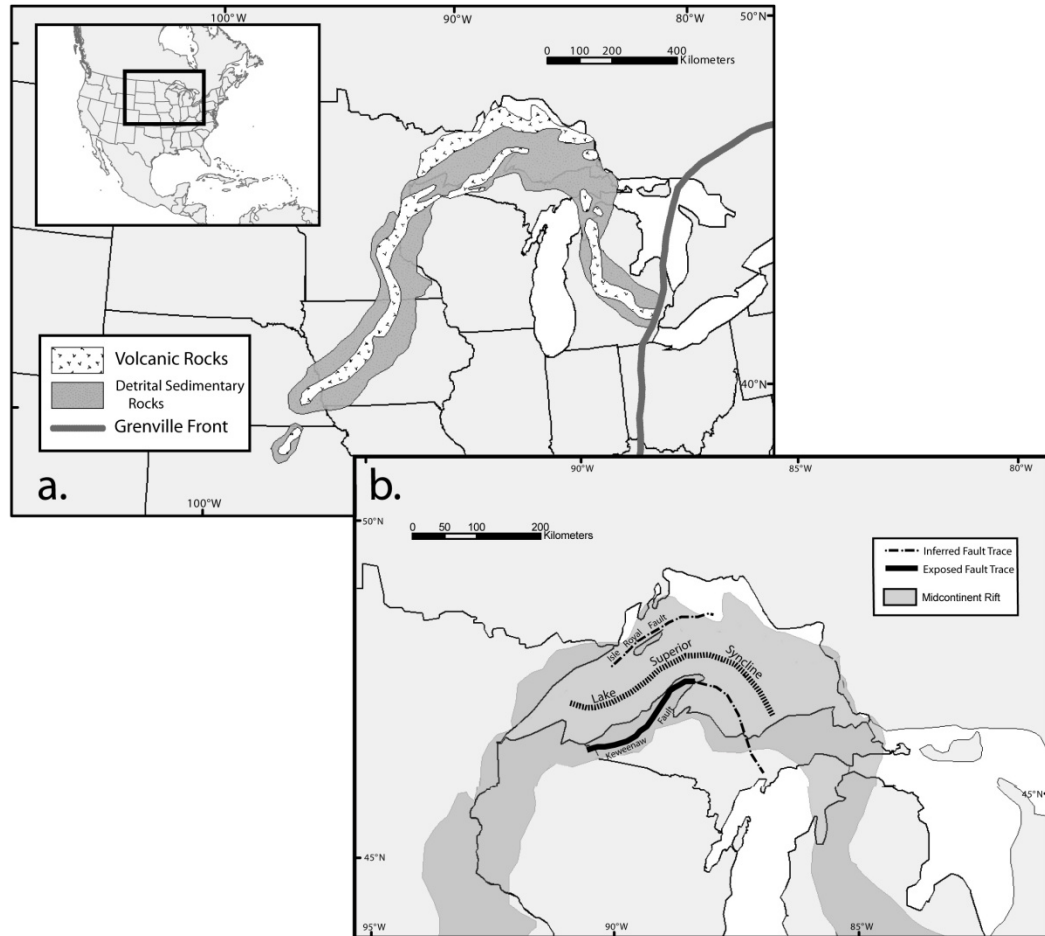 100°W
90°W
80°W
50°N
0 100 200 400
Kilometers
Volcanic Rocks
Detrital Sedimentary
Rocks
Grenville Front
40°N
a.
100°W
90°W
85°W
80°W
b.
50°N
0 50 100 200
Kilometers
Inferred Fault Trace
Exposed Fault Trace
Midcontinent Rift
Isle Royal Fault
Lake Superior Syncline
Keweenaw Fault
45°N
45°N
95°W
90°W
85°W